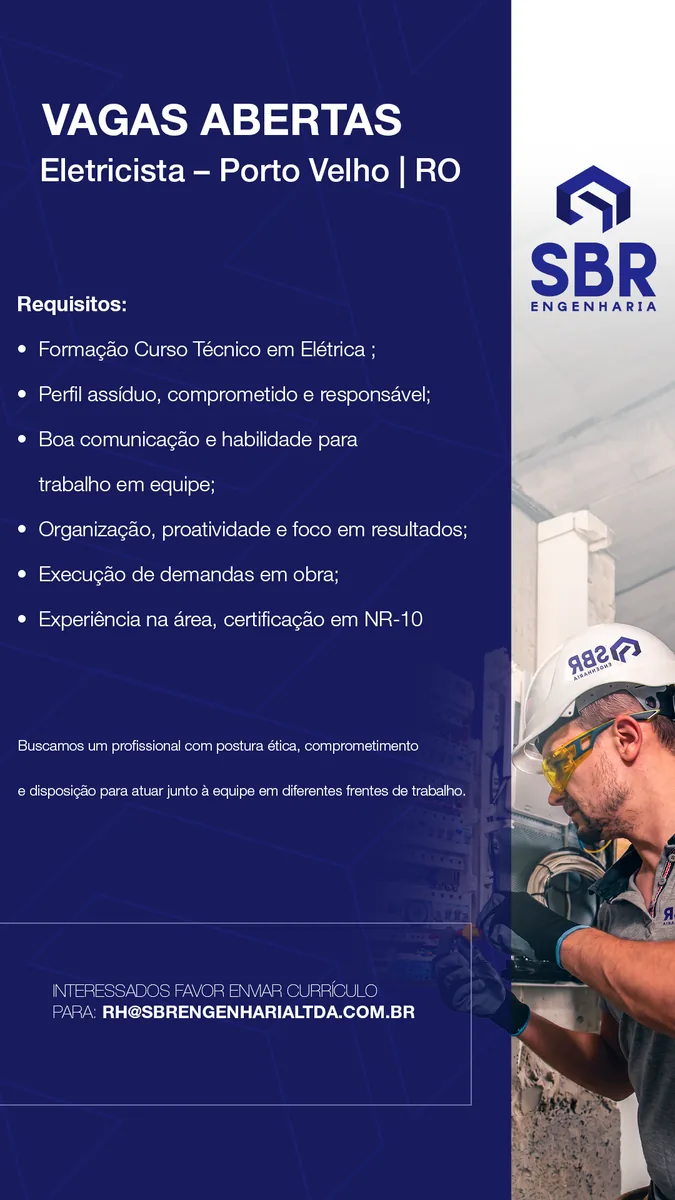 VAGAS ABERTAS
Eletricista – Porto Velho | RO
SBR
ENGENHARIA
Requisitos:
• Formação Curso Técnico em Elétrica ;
• Perfil assíduo, comprometido e responsável;
• Boa comunicação e habilidade para
trabalho em equipe;
• Organização, proatividade e foco em resultados;
• Execução de demandas em obra;
• Experiência na área, certificação em NR-10
SBR
ENGENHARIA
Buscamos um profissional com postura ética, comprometimento
e disposição para atuar junto à equipe em diferentes frentes de trabalho.
INTERESSADOS FAVOR ENVIAR CURRÍCULO
PARA: RH@SBRENGENHARIALTDA.COM.BR